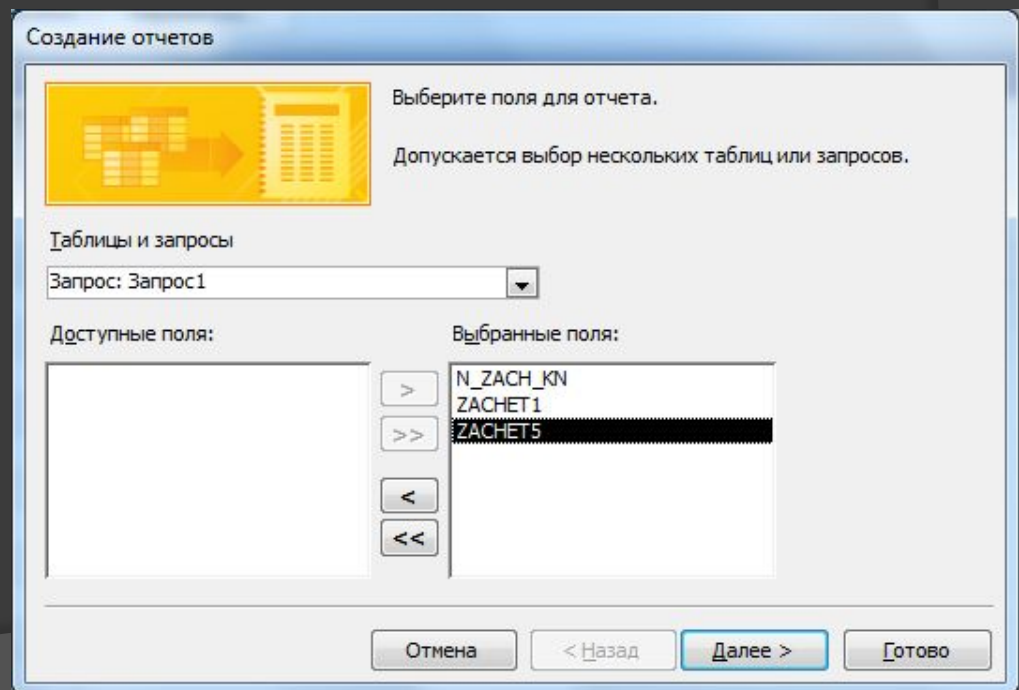 Создание отчетов
Выберите поля для отчета.
Допускается выбор нескольких таблиц или запросов.
Таблицы и запросы
Запрос: Запрос1
Доступные поля:
Выбранные поля:
N_ZACH_KN
ZACHET1
ZACHET5
>
>>
<
<<
Отмена
< Назад
Далее >
Готово